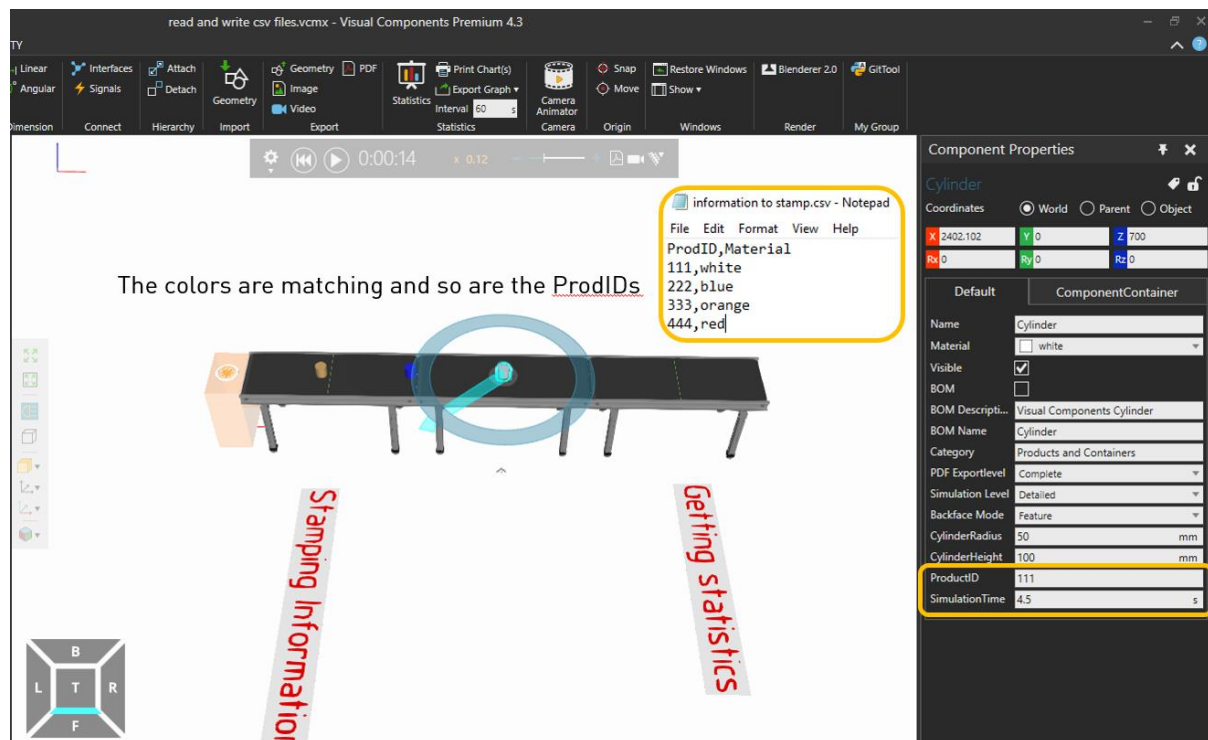 read and write csv files.vcmx - Visual Components Premium 4.3
TY
Linear
Angular
Dimension
Interfaces
Signals
Connect
Attach
Detach
Hierarchy
Geometry
Import
Geometry PDF
Image
Video
Export
Statistics
Print Chart(s)
Export Graph
Interval 60 s
Statistics
Camera Animator
Camera
Snap
Move
Origin
Restore Windows
Show
Windows
Blenderer 2.0
Render
GitTool
My Group
0:00:14 x 0.12
information to stamp.csv - Notepad
File Edit Format View Help
ProdID,Material
111,white
222,blue
333,orange
444,red
The colors are matching and so are the ProdIDs
Stamping Information
Getting statistics
B
L T R
F
Component Properties
Cylinder
Coordinates World Parent Object
X 2402.102 Y 0 Z 700
Rx 0 Ry 0 Rz 0
Default ComponentContainer
Name Cylinder
Material white
Visible
BOM
BOM Descripti... Visual Components Cylinder
BOM Name Cylinder
Category Products and Containers
PDF Exportlevel Complete
Simulation Level Detailed
Backface Mode Feature
CylinderRadius 50 mm
CylinderHeight 100 mm
ProductID 111
SimulationTime 4.5 s